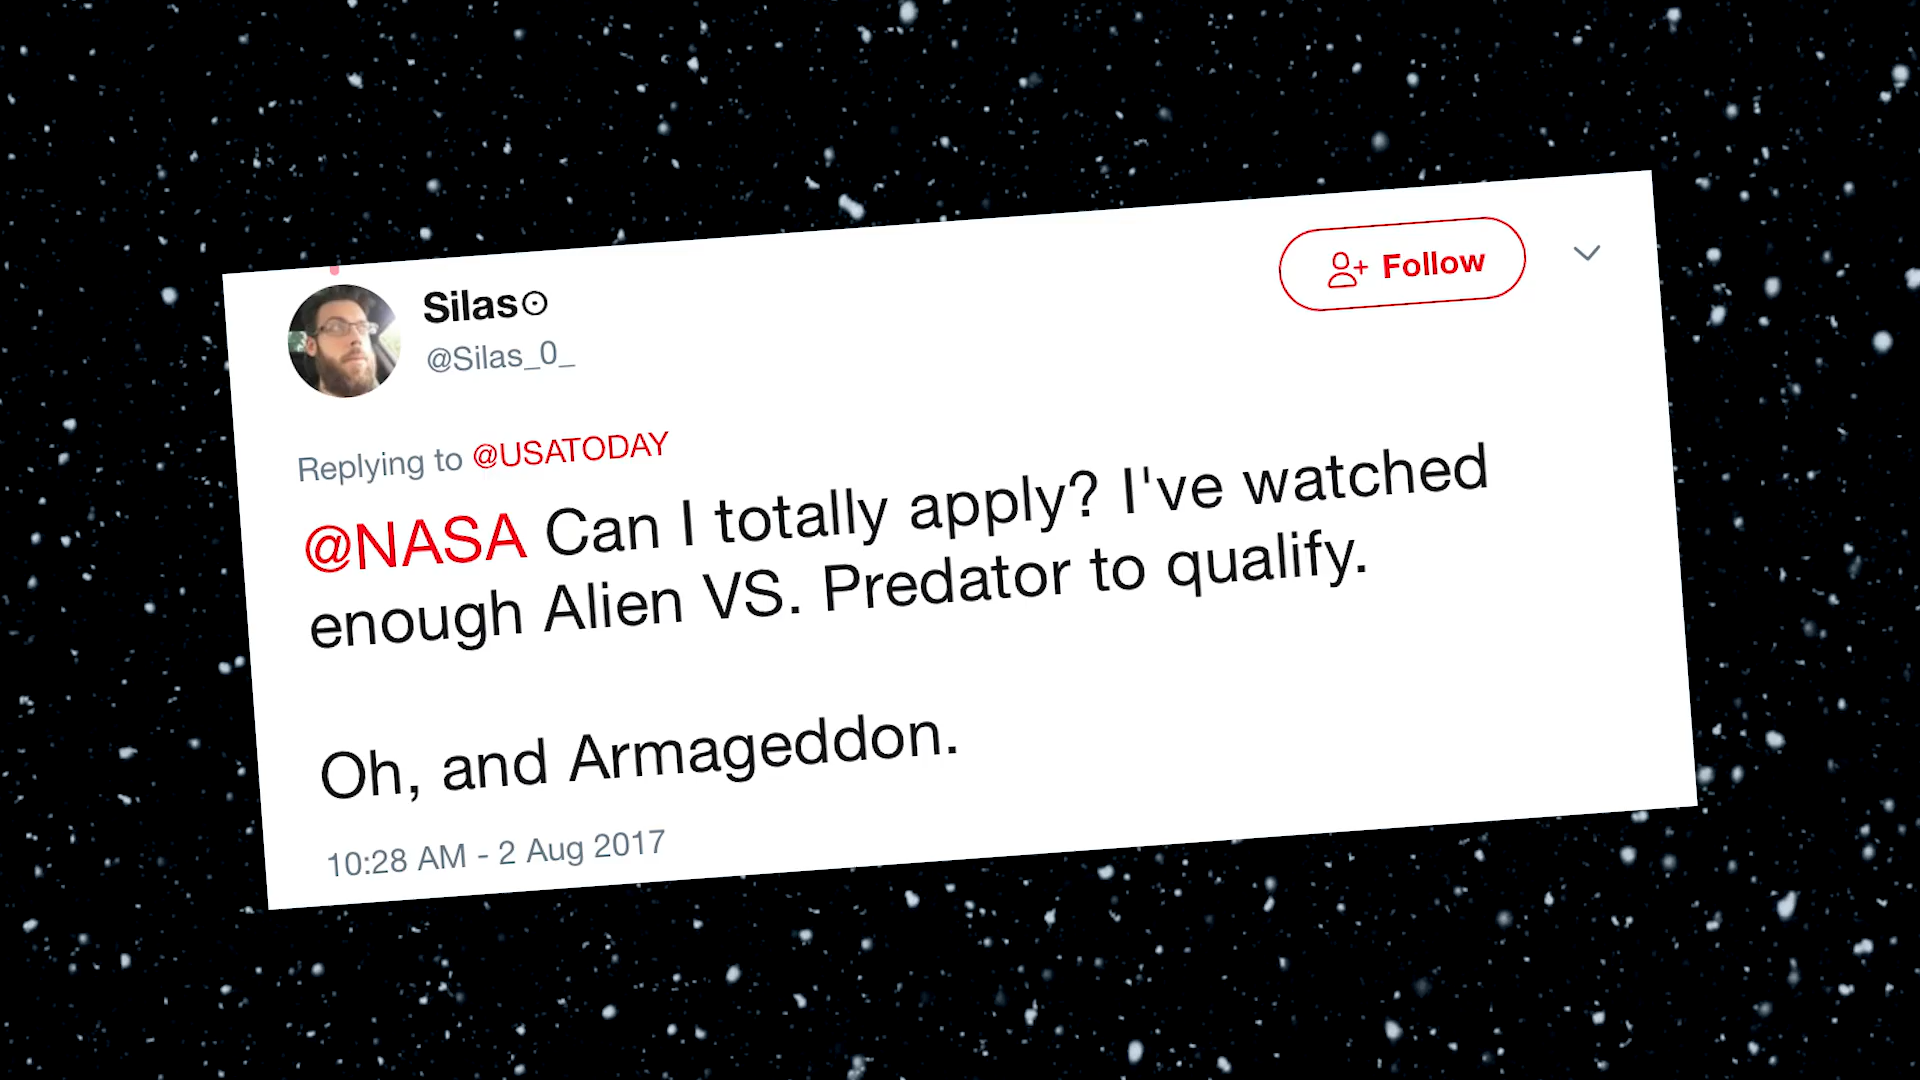 Silas
@Silas_0_
Follow
Replying to @USATODAY
@NASA Can I totally apply? I've watched
enough Alien VS. Predator to qualify.
Oh, and Armageddon.
10:28 AM - 2 Aug 2017